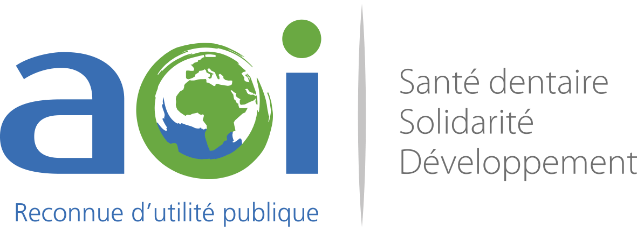 aoi
Reconnue d'utilité publique
Santé dentaire
Solidarité
Développement